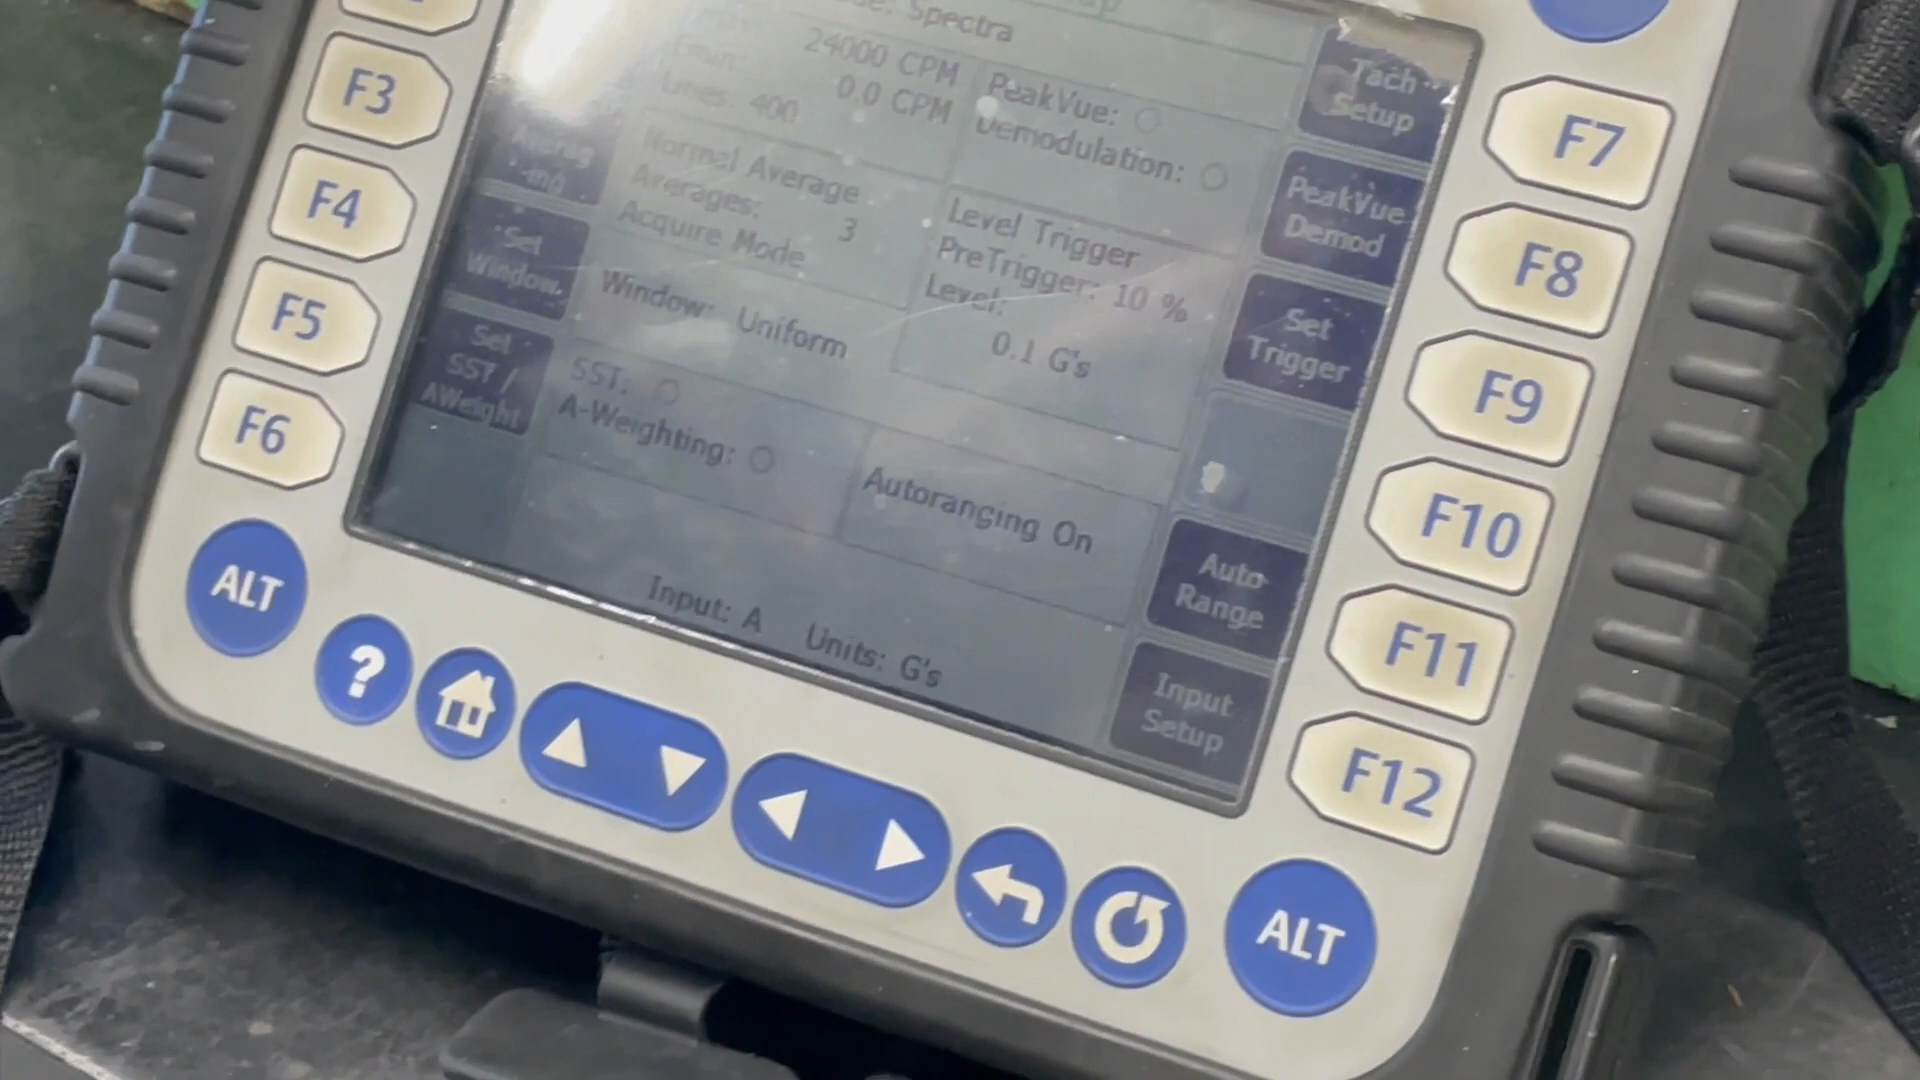 Spectra
24000 CPM
0.0 CPM
Lines: 400
PeakVue:
Demodulation:
Normal Average
Averages:
3
Acquire Mode
Level Trigger
PreTrigger: 10 %
Level:
0.1 G's
Window: Uniform
SST:
A-Weighting:
Autoranging On
Input: A Units: G's
Set
Window
Set
SST /
AWeight
Tach
Setup
PeakVue
Demod
Set
Trigger
Auto
Range
Input
Setup
F3
F4
F5
F6
F7
F8
F9
F10
F11
F12
ALT
?
ALT